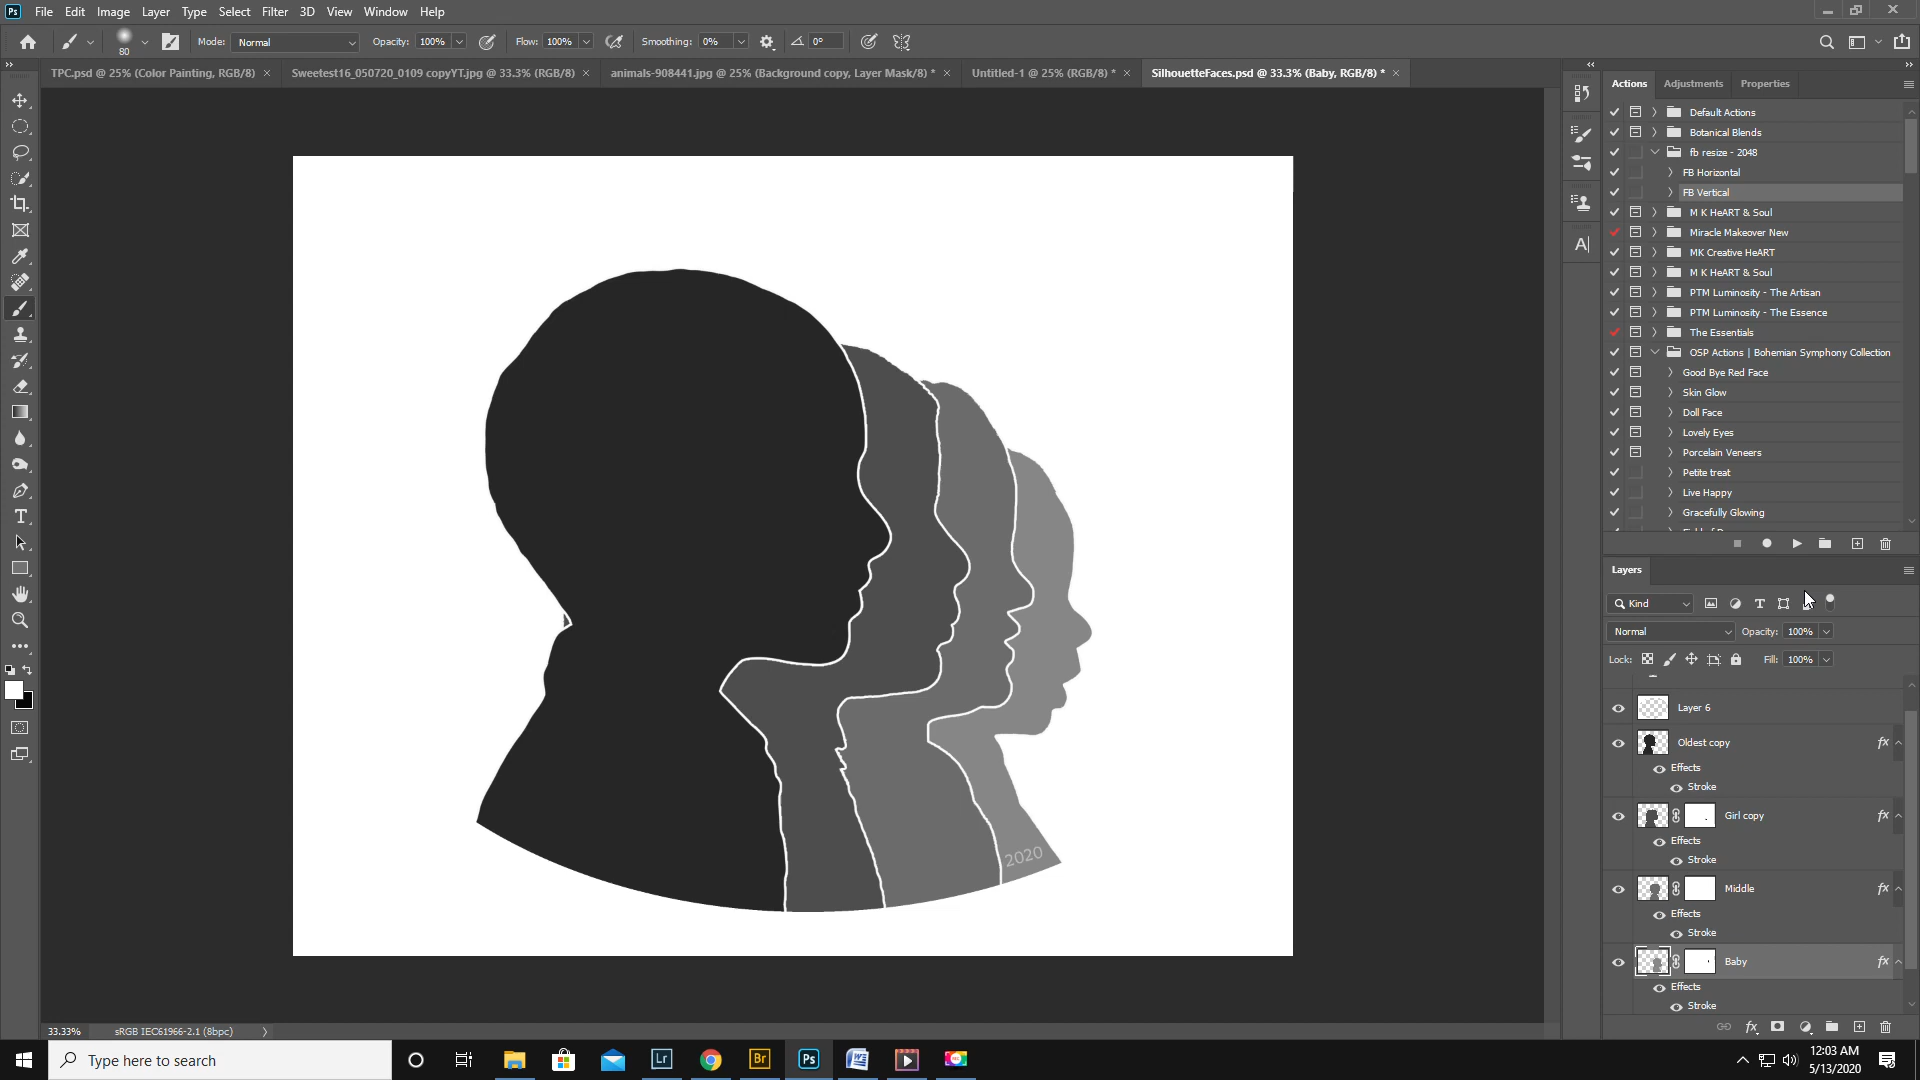 Ps File Edit Image Layer Type Select Filter 3D View Window Help
80 Mode: Normal Opacity: 100% Flow: 100% Smoothing: 0% 0°
TPC.psd @ 25% (Color Painting, RGB/8) × Sweetest16_050720_0109 copyYT.jpg @ 33.3% (RGB/8) × animals-908441.jpg @ 25% (Background copy, Layer Mask/8) * × Untitled-1 @ 25% (RGB/8) * × SilhouetteFaces.psd @ 33.3% (Baby, RGB/8) * ×
Actions Adjustments Properties
Default Actions
Botanical Blends
fb resize - 2048
FB Horizontal
FB Vertical
M K HeART & Soul
Miracle Makeover New
MK Creative HeART
M K HeART & Soul
PTM Luminosity - The Artisan
PTM Luminosity - The Essence
The Essentials
OSP Actions | Bohemian Symphony Collection
Good Bye Red Face
Skin Glow
Doll Face
Lovely Eyes
Porcelain Veneers
Petite treat
Live Happy
Gracefully Glowing
Layers
Kind
Normal Opacity: 100%
Lock: Fill: 100%
Layer 6
Oldest copy fx
Effects
Stroke
Girl copy fx
Effects
Stroke
Middle fx
Effects
Stroke
Baby fx
Effects
Stroke
2020
33.33% sRGB IEC61966-2.1 (8bpc)
Type here to search
Lr Br Ps
12:03 AM
5/13/2020